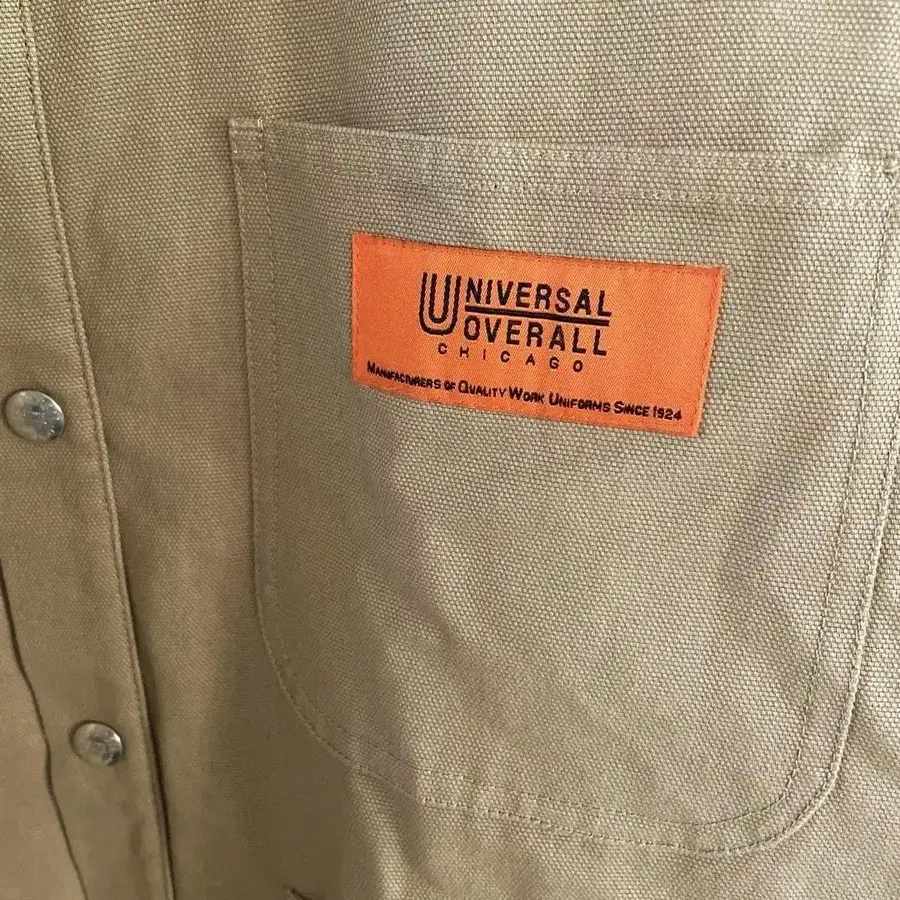 UNIVERSAL
OVERALL
CHICAGO
MANUFACTURERS OF QUALITY WORK UNIFORMS SINCE 1924